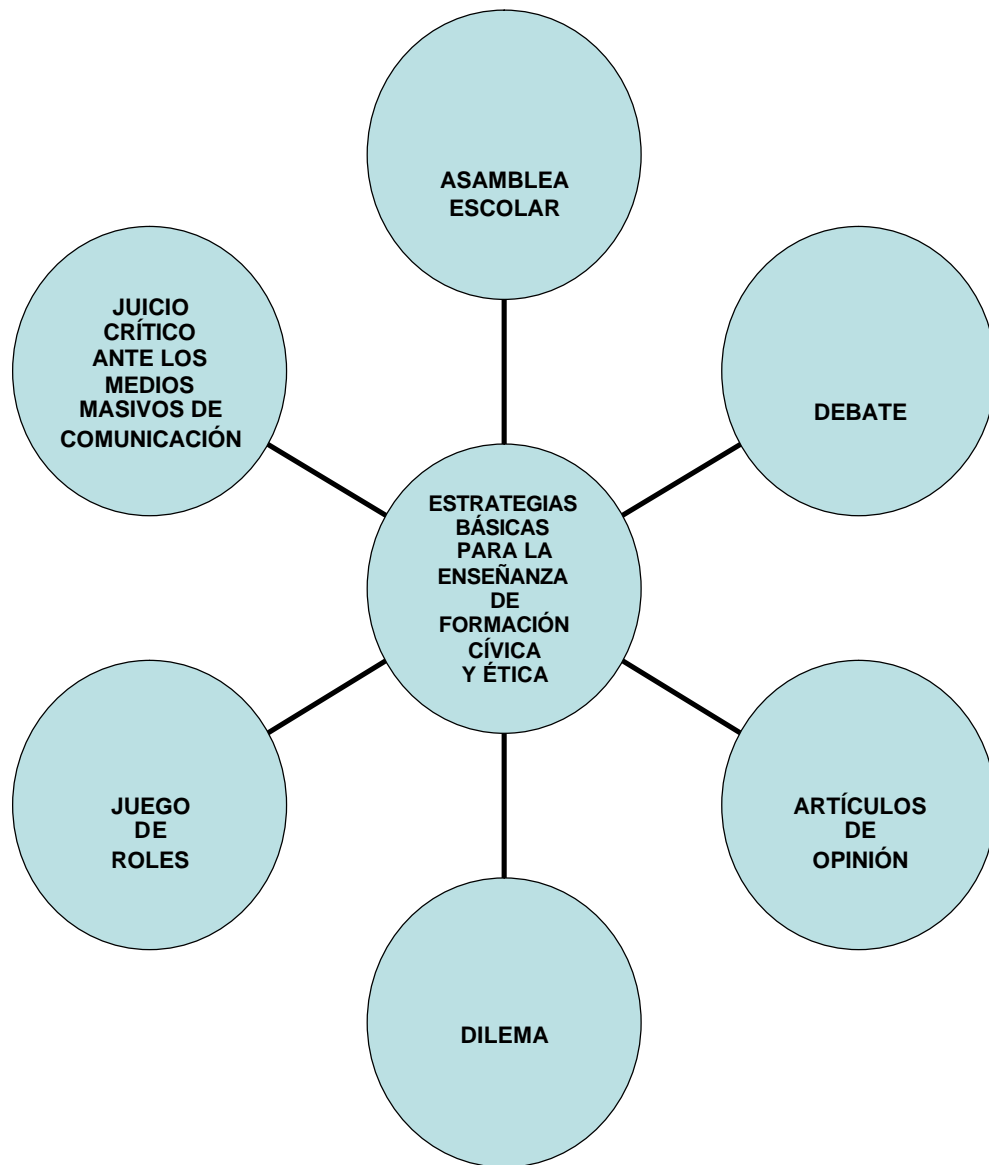 ASAMBLEA
ESCOLAR
JUICIO
CRÍTICO
ANTE LOS
MEDIOS
MASIVOS DE
COMUNICACIÓN
DEBATE
ESTRATEGIAS
BÁSICAS
PARA LA
ENSEÑANZA
DE
FORMACIÓN
CÍVICA
Y ÉTICA
JUEGO
DE
ROLES
ARTÍCULOS
DE
OPINIÓN
DILEMA